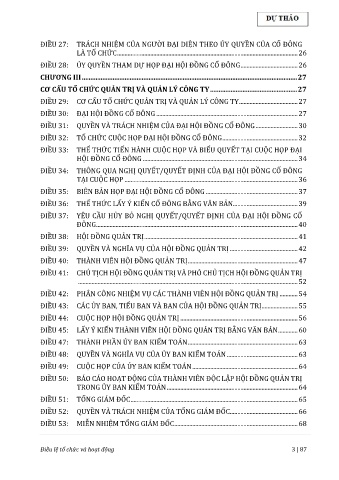 DỰ THẢO
ĐIỀU 27: TRÁCH NHIỆM CỦA NGƯỜI ĐẠI DIỆN THEO ỦY QUYỀN CỦA CỔ ĐÔNG
LÀ TỔ CHỨC ........ 26
ĐIỀU 28: ỦY QUYỀN THAM DỰ HỌP ĐẠI HỘI ĐỒNG CỔ ĐÔNG ........ 26
CHƯƠNG III ........ 27
CƠ CẤU TỔ CHỨC QUẢN TRỊ VÀ QUẢN LÝ CÔNG TY ........ 27
ĐIỀU 29: CƠ CẤU TỔ CHỨC QUẢN TRỊ VÀ QUẢN LÝ CÔNG TY ........ 27
ĐIỀU 30: ĐẠI HỘI ĐỒNG CỔ ĐÔNG ........ 27
ĐIỀU 31: QUYỀN VÀ TRÁCH NHIỆM CỦA ĐẠI HỘI ĐỒNG CỔ ĐÔNG ........ 30
ĐIỀU 32: TỔ CHỨC CUỘC HỌP ĐẠI HỘI ĐỒNG CỔ ĐÔNG ........ 32
ĐIỀU 33: THỂ THỨC TIẾN HÀNH CUỘC HỌP VÀ BIỂU QUYẾT TẠI CUỘC HỌP ĐẠI
HỘI ĐỒNG CỔ ĐÔNG ........ 34
ĐIỀU 34: THÔNG QUA NGHỊ QUYẾT/QUYẾT ĐỊNH CỦA ĐẠI HỘI ĐỒNG CỔ ĐÔNG
TẠI CUỘC HỌP ........ 36
ĐIỀU 35: BIÊN BẢN HỌP ĐẠI HỘI ĐỒNG CỔ ĐÔNG ........ 37
ĐIỀU 36: THỂ THỨC LẤY Ý KIẾN CỔ ĐÔNG BẰNG VĂN BẢN ........ 39
ĐIỀU 37: YÊU CẦU HỦY BỎ NGHỊ QUYẾT/QUYẾT ĐỊNH CỦA ĐẠI HỘI ĐỒNG CỔ
ĐÔNG ........ 40
ĐIỀU 38: HỘI ĐỒNG QUẢN TRỊ ........ 41
ĐIỀU 39: QUYỀN VÀ NGHĨA VỤ CỦA HỘI ĐỒNG QUẢN TRỊ ........ 42
ĐIỀU 40: THÀNH VIÊN HỘI ĐỒNG QUẢN TRỊ ........ 47
ĐIỀU 41: CHỦ TỊCH HỘI ĐỒNG QUẢN TRỊ VÀ PHÓ CHỦ TỊCH HỘI ĐỒNG QUẢN TRỊ
........ 52
ĐIỀU 42: PHÂN CÔNG NHIỆM VỤ CÁC THÀNH VIÊN HỘI ĐỒNG QUẢN TRỊ ........ 54
ĐIỀU 43: CÁC ỦY BAN, TIỂU BAN VÀ BAN CỦA HỘI ĐỒNG QUẢN TRỊ ........ 55
ĐIỀU 44: CUỘC HỌP HỘI ĐỒNG QUẢN TRỊ ........ 56
ĐIỀU 45: LẤY Ý KIẾN THÀNH VIÊN HỘI ĐỒNG QUẢN TRỊ BẰNG VĂN BẢN ........ 60
ĐIỀU 47: THÀNH PHẦN ỦY BAN KIỂM TOÁN ........ 63
ĐIỀU 48: QUYỀN VÀ NGHĨA VỤ CỦA ỦY BAN KIỂM TOÁN ........ 63
ĐIỀU 49: CUỘC HỌP CỦA ỦY BAN KIỂM TOÁN ........ 64
ĐIỀU 50: BÁO CÁO HOẠT ĐỘNG CỦA THÀNH VIÊN ĐỘC LẬP HỘI ĐỒNG QUẢN TRỊ
TRONG ỦY BAN KIỂM TOÁN ........ 64
ĐIỀU 51: TỔNG GIÁM ĐỐC ........ 65
ĐIỀU 52: QUYỀN VÀ TRÁCH NHIỆM CỦA TỔNG GIÁM ĐỐC ........ 66
ĐIỀU 53: MIỄN NHIỆM TỔNG GIÁM ĐỐC ........ 68
Điều lệ tổ chức và hoạt động 3 | 87